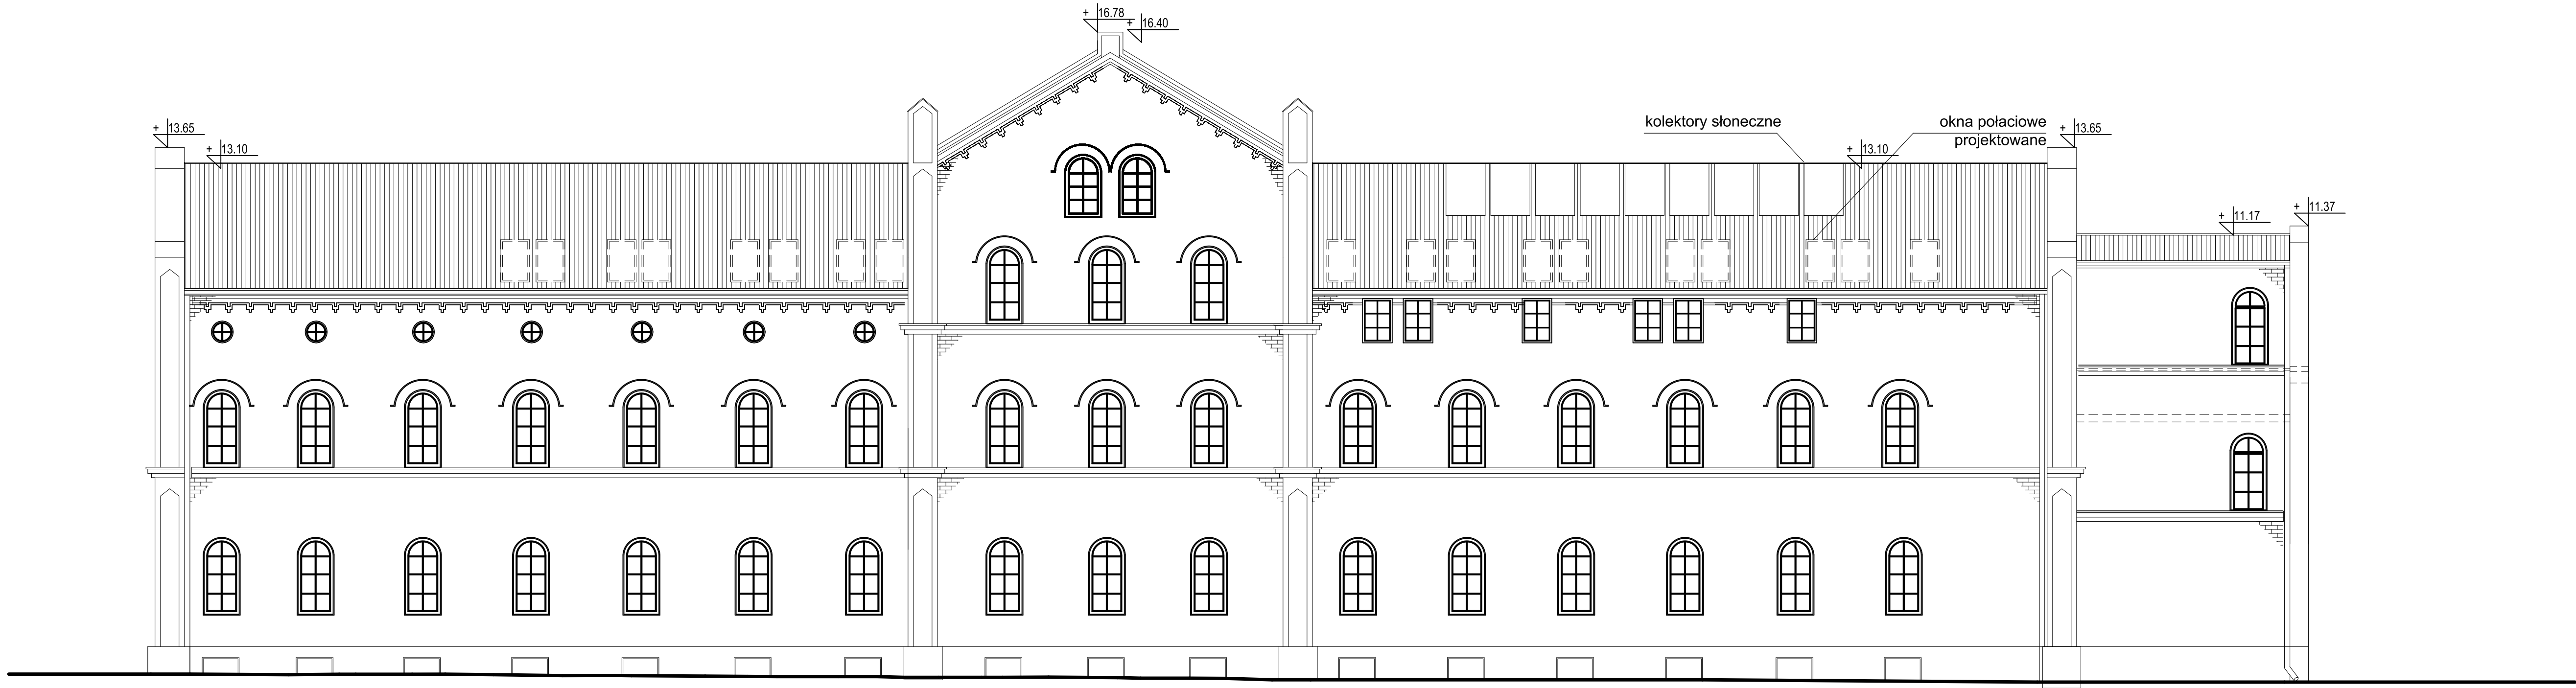 + 16.78
+ 16.40
+ 13.65
+ 13.10
kolektory słoneczne
okna połaciowe
projektowane
+ 13.10
+ 13.65
+ 11.17
+ 11.37